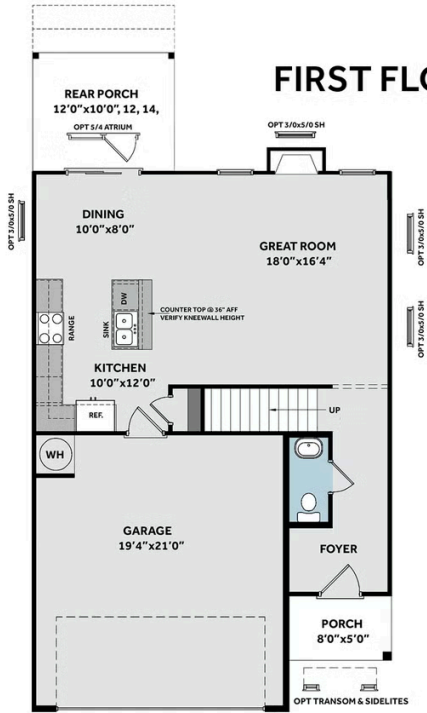 FIRST FLO
REAR PORCH
12'0"x10'0", 12, 14,
OPT 5/4 ATRIUM
OPT 3/0x5/0 SH
OPT 3/0x5/0 SH
DINING
10'0"x8'0"
GREAT ROOM
18'0"x16'4"
OPT 3/0x5/0 SH
DW
SINK
COUNTER TOP @ 36" AFF
VERIFY KNEEWALL HEIGHT
RANGE
OPT 3/0x5/0 SH
KITCHEN
10'0"x12'0"
REF.
UP
WH
GARAGE
19'4"x21'0"
FOYER
PORCH
8'0"x5'0"
OPT TRANSOM & SIDELITES